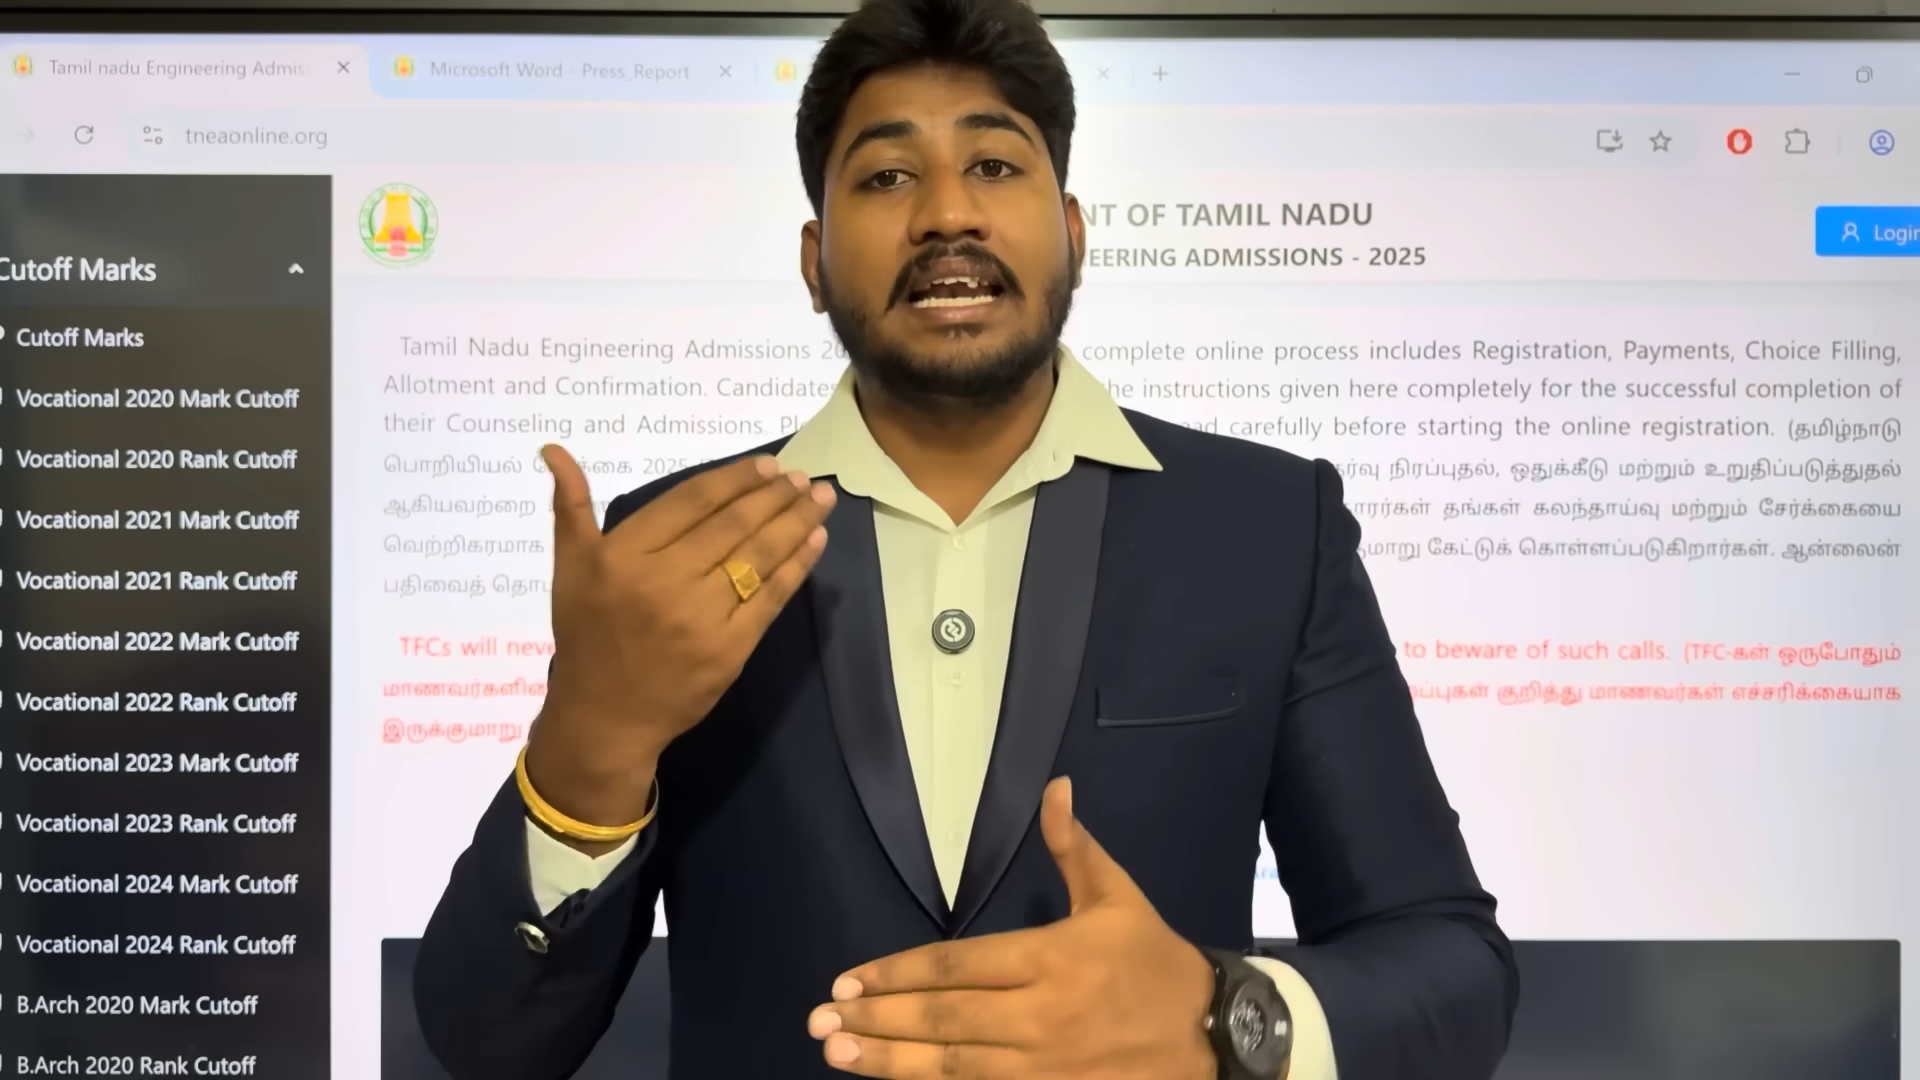 Tamil nadu Engineering Admis
Microsoft Word - Press_Report
tneaonline.org
NT OF TAMIL NADU
Login
EERING ADMISSIONS - 2025
Cutoff Marks
Cutoff Marks
Vocational 2020 Mark Cutoff
Vocational 2020 Rank Cutoff
Vocational 2021 Mark Cutoff
Vocational 2021 Rank Cutoff
Vocational 2022 Mark Cutoff
Vocational 2022 Rank Cutoff
Vocational 2023 Mark Cutoff
Vocational 2023 Rank Cutoff
Vocational 2024 Mark Cutoff
Vocational 2024 Rank Cutoff
B.Arch 2020 Mark Cutoff
B.Arch 2020 Rank Cutoff
Tamil Nadu Engineering Admissions complete online process includes Registration, Payments, Choice Filling,
Allotment and Confirmation. Candidates the instructions given here completely for the successful completion of
their Counseling and Admissions. carefully before starting the online registration. (தமிழ்நாடு
பொறியியல் 2025 நிரப்புதல், ஒதுக்கீடு மற்றும் உறுதிப்படுத்துதல்
ஆகியவற்றை தங்கள் கலந்தாய்வு மற்றும் சேர்க்கையை
வெற்றிகரமாக கேட்டுக் கொள்ளப்படுகிறார்கள். ஆன்லைன்
பதிவைத்
TFCs will never to beware of such calls. (TFC-கள் ஒருபோதும்
மாணவர்களின் குறித்து மாணவர்கள் எச்சரிக்கையாக
இருக்குமாறு